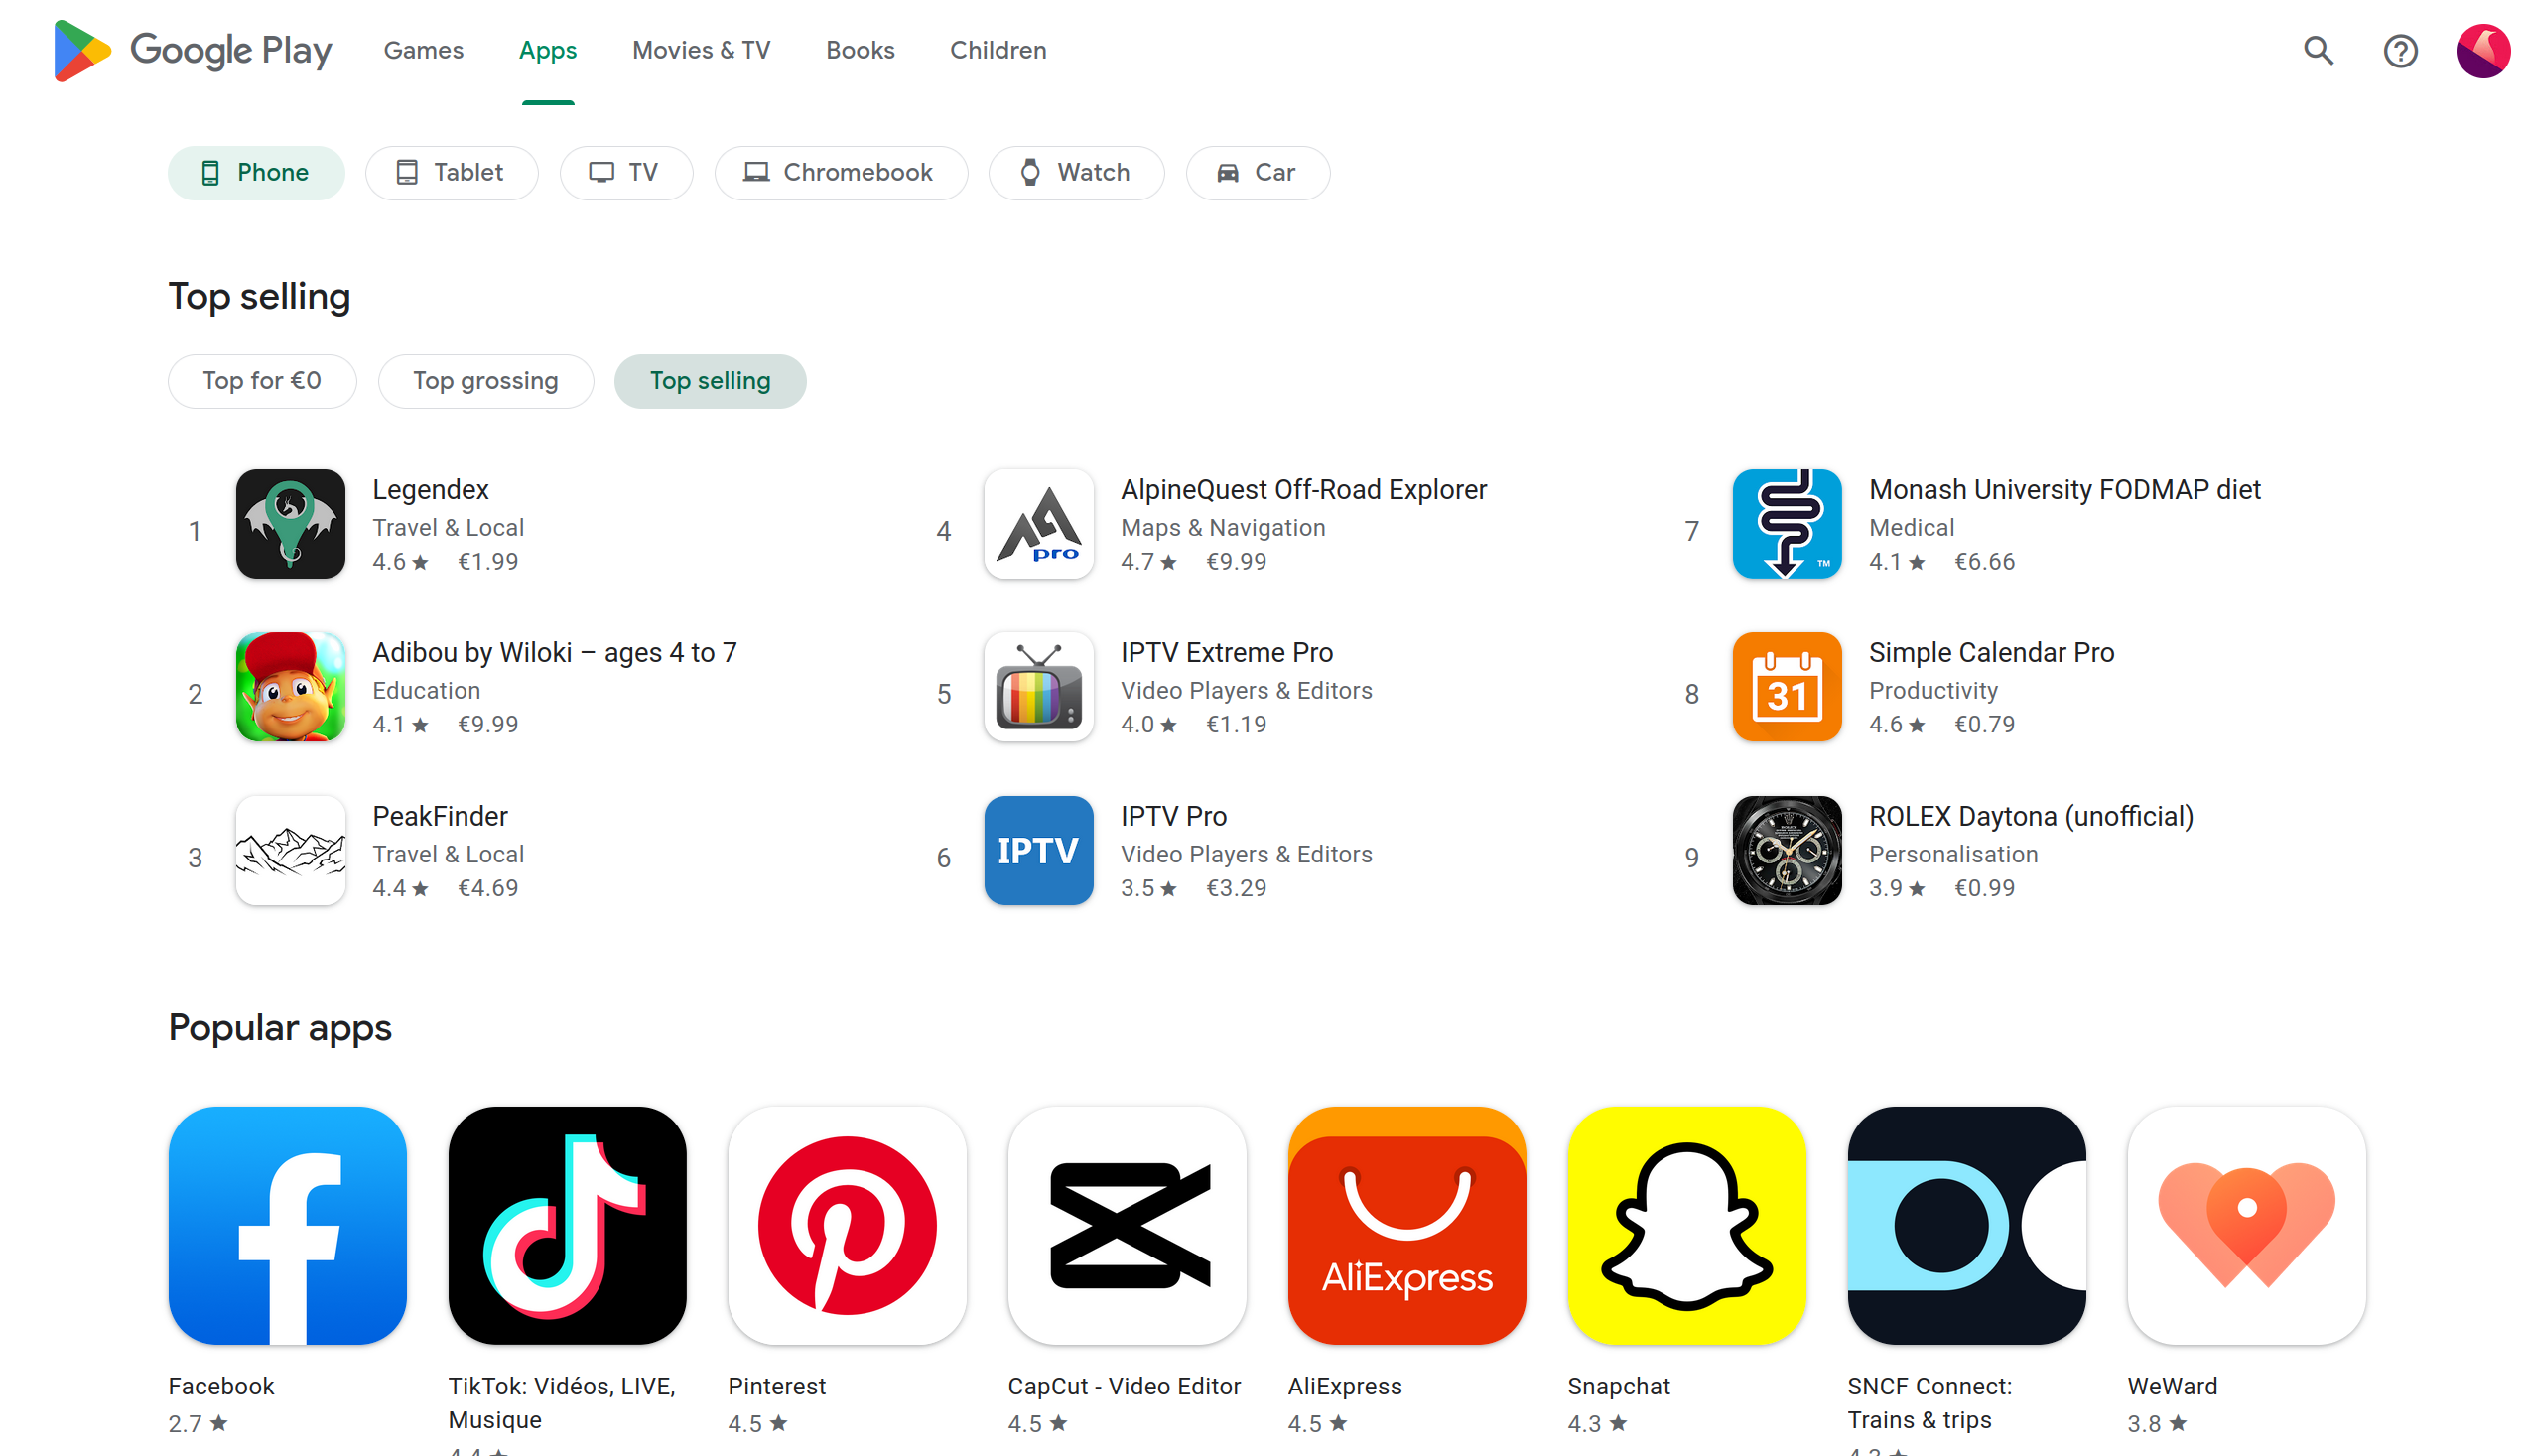 Google Play Games Apps Movies & TV Books Children
Phone Tablet TV Chromebook Watch Car
Top selling
Top for €0 Top grossing Top selling
1
Legendex
Travel & Local
4.6 ★ €1.99
2
Adibou by Wiloki – ages 4 to 7
Education
4.1 ★ €9.99
3
PeakFinder
Travel & Local
4.4 ★ €4.69
4
pro
AlpineQuest Off-Road Explorer
Maps & Navigation
4.7 ★ €9.99
5
IPTV Extreme Pro
Video Players & Editors
4.0 ★ €1.19
6
IPTV
IPTV Pro
Video Players & Editors
3.5 ★ €3.29
7
TM
Monash University FODMAP diet
Medical
4.1 ★ €6.66
8
31
Simple Calendar Pro
Productivity
4.6 ★ €0.79
9
ROLEX Daytona (unofficial)
Personalisation
3.9 ★ €0.99
Popular apps
Facebook
2.7 ★
TikTok: Vidéos, LIVE,
Musique
4.4 ★
Pinterest
4.5 ★
CapCut - Video Editor
4.5 ★
AliExpress
AliExpress
4.5 ★
Snapchat
4.3 ★
SNCF Connect:
Trains & trips
WeWard
3.8 ★